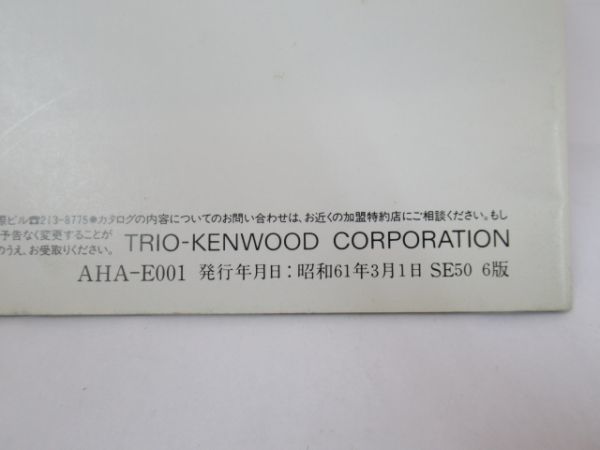 ビル☎213-8775●カタログの内容についてのお問い合わせは、お近くの加盟特約店にご相談ください。もし
予告なく変更することが
のうえ、お受取りください。 TRIO-KENWOOD CORPORATION
AHA-E001 発行年月日：昭和61年3月1日 SE50 6版